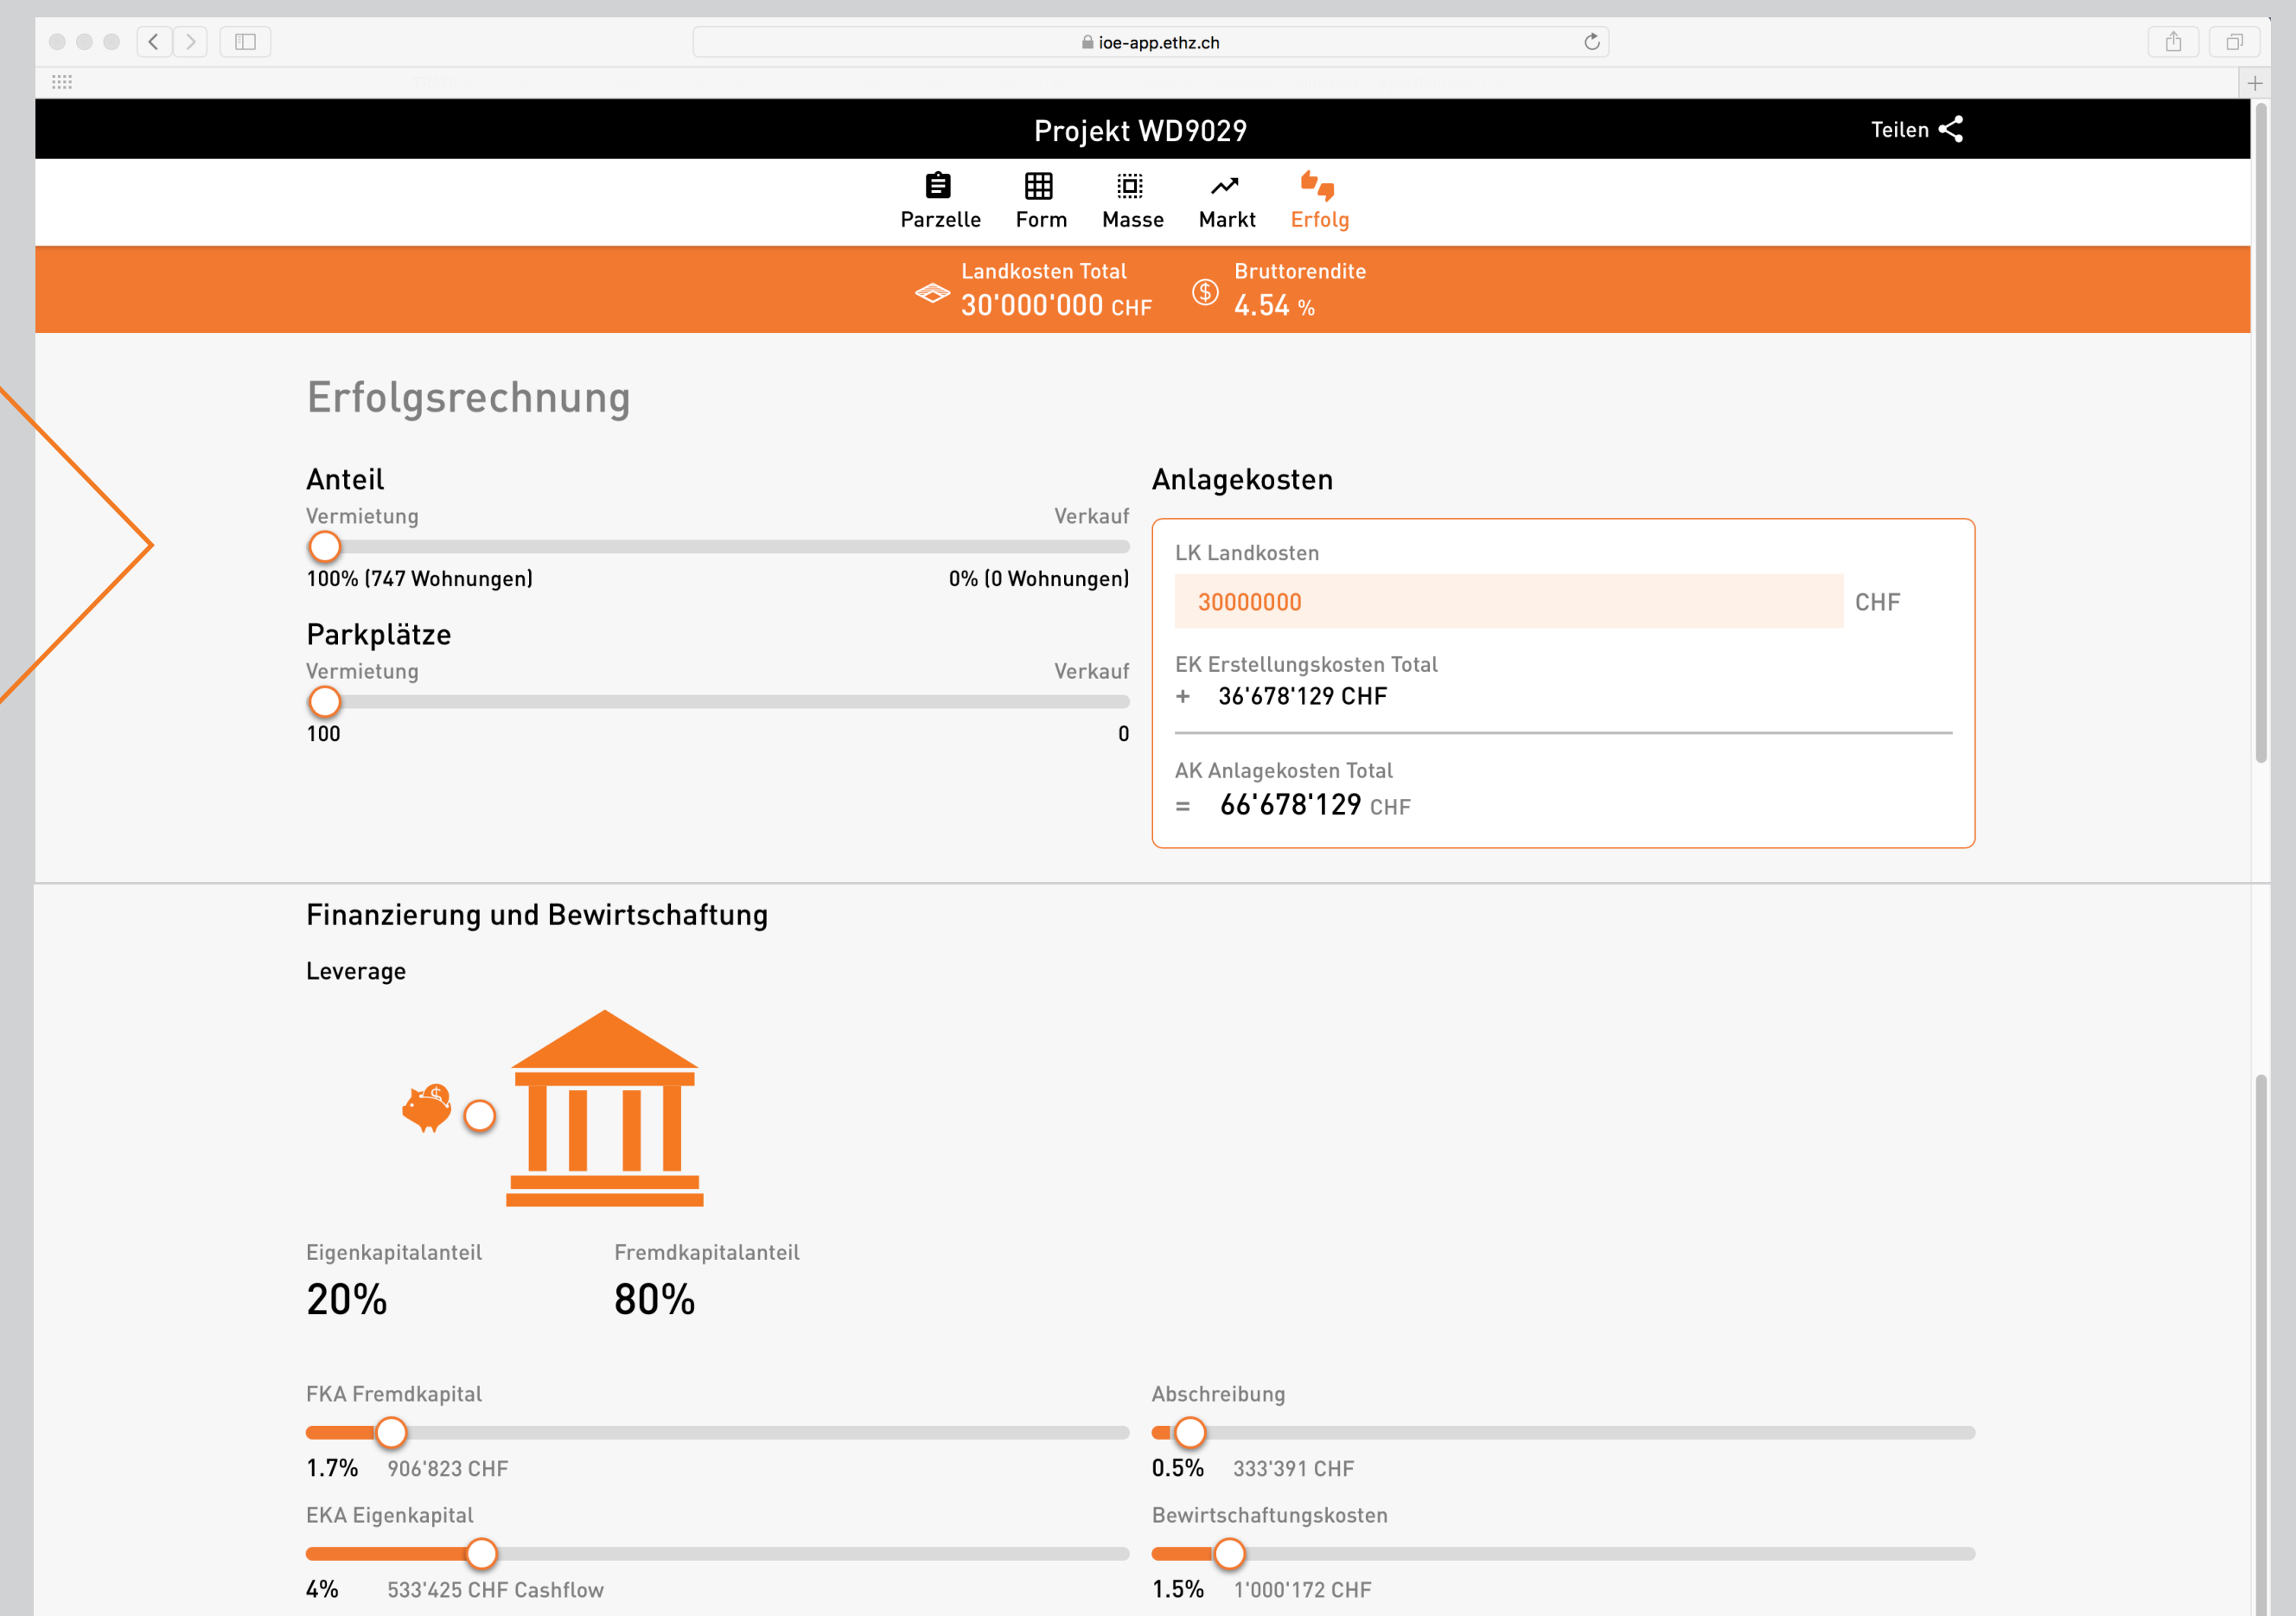 ioe-app.ethz.ch
Projekt WD9029
Teilen
Parzelle Form Masse Markt Erfolg
Landkosten Total
30'000'000 CHF
Bruttorendite
4.54 %
Erfolgsrechnung
Anteil
Vermietung Verkauf
100% (747 Wohnungen) 0% (0 Wohnungen)
Parkplätze
Vermietung Verkauf
100 0
Anlagekosten
LK Landkosten
30000000 CHF
EK Erstellungskosten Total
+ 36'678'129 CHF
AK Anlagekosten Total
= 66'678'129 CHF
Finanzierung und Bewirtschaftung
Leverage
Eigenkapitalanteil Fremdkapitalanteil
20% 80%
FKA Fremdkapital
1.7% 906'823 CHF
EKA Eigenkapital
4% 533'425 CHF Cashflow
Abschreibung
0.5% 333'391 CHF
Bewirtschaftungskosten
1.5% 1'000'172 CHF